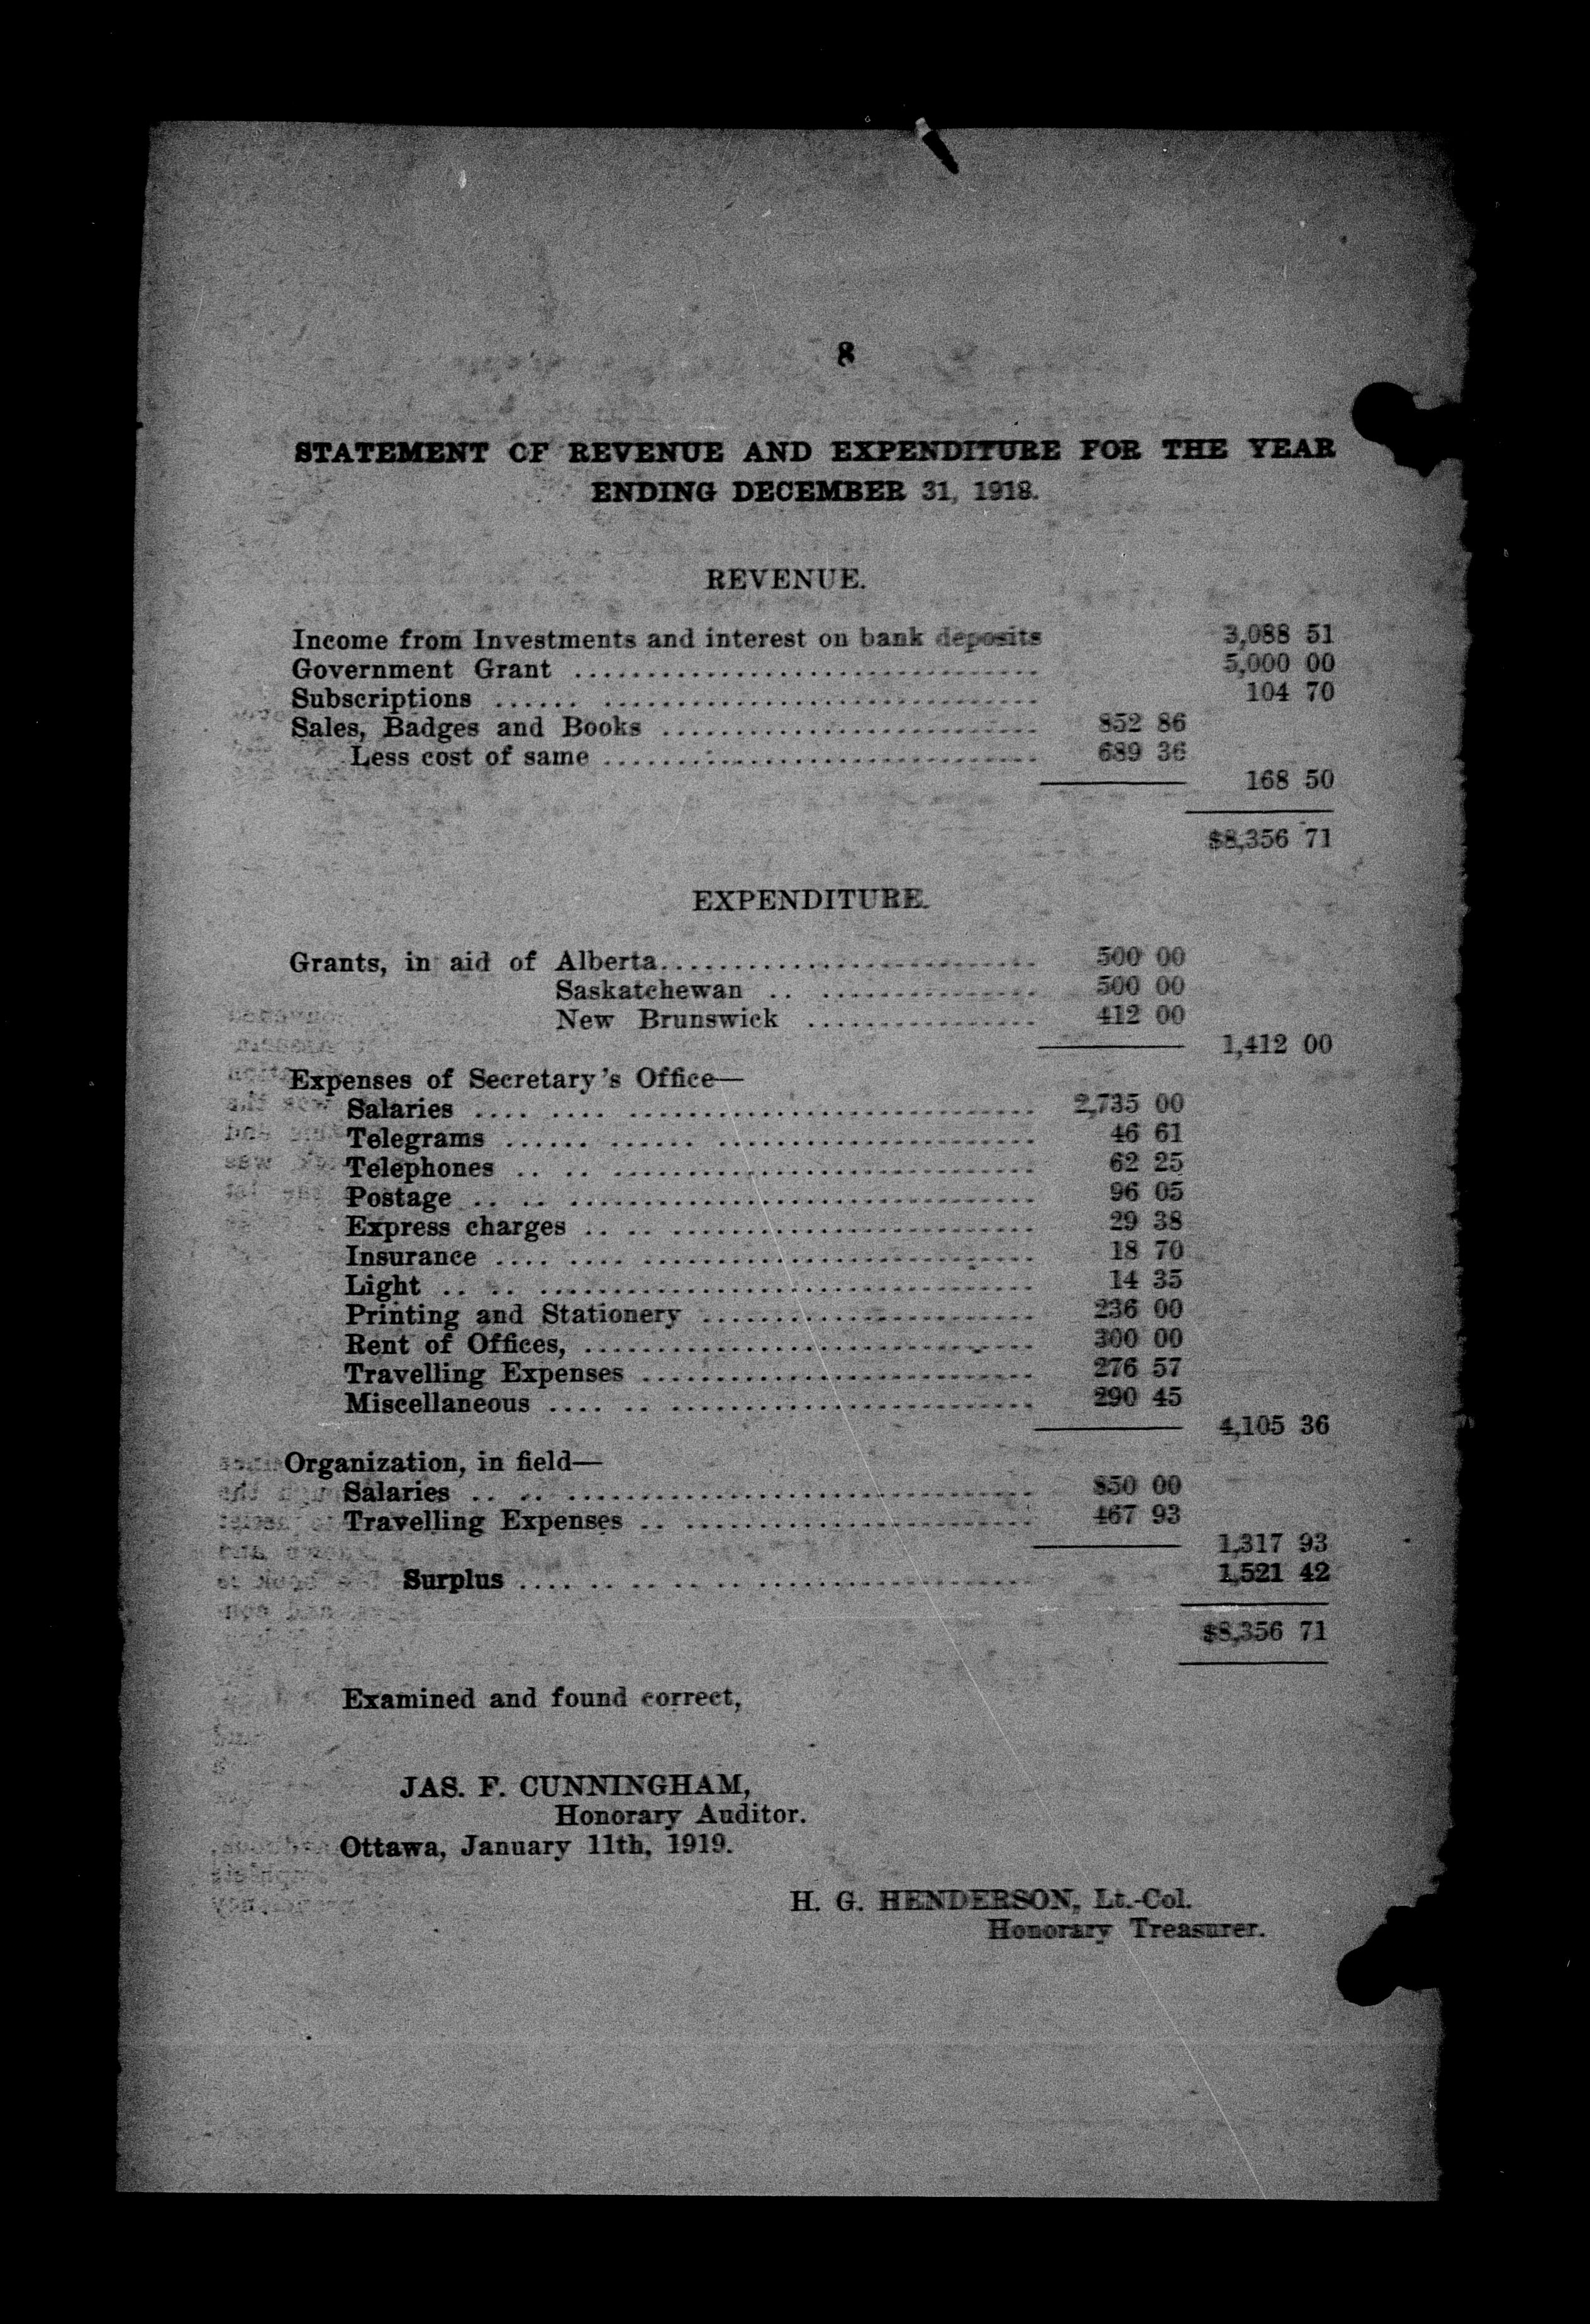 8
STATEMENT OF REVENUE AND EXPENDITURE FOR THE YEAR
ENDING DECEMBER 31, 1918.
REVENUE.
Income from Investments and interest on bank deposits 3,088 51
Government Grant ................................ 5,000 00
Subscriptions ...... ............................... 104 70
Sales, Badges and Books .......................... 852 86
Less cost of same .............................. 689 36
168 50
$8,356 71
EXPENDITURE.
Grants, in aid of Alberta.......................... 500 00
Saskatchewan .. ............... 500 00
New Brunswick ................ 412 00
1,412 00
Expenses of Secretary's Office—
Salaries .... .... ............................ 2,735 00
Telegrams ...... ...... ...................... 46 61
Telephones .. .. ............................. 62 25
Postage .. .. ................................ 96 05
Express charges .. .. ........................ 29 38
Insurance .... .... ........................... 18 70
Light .. .. .................................. 14 35
Printing and Stationery ....................... 236 00
Rent of Offices, ............................... 300 00
Travelling Expenses ........................... 276 57
Miscellaneous .... .. ......................... 290 45
4,105 36
Organization, in field—
Salaries .. .. ................................ 850 00
Travelling Expenses .. ........................ 467 93
1,317 93
Surplus .... .. .. .. .. ................... 1,521 42
$8,356 71
Examined and found correct,
JAS. F. CUNNINGHAM,
Honorary Auditor.
Ottawa, January 11th, 1919.
H. G. HENDERSON, Lt.-Col.
Honorary Treasurer.